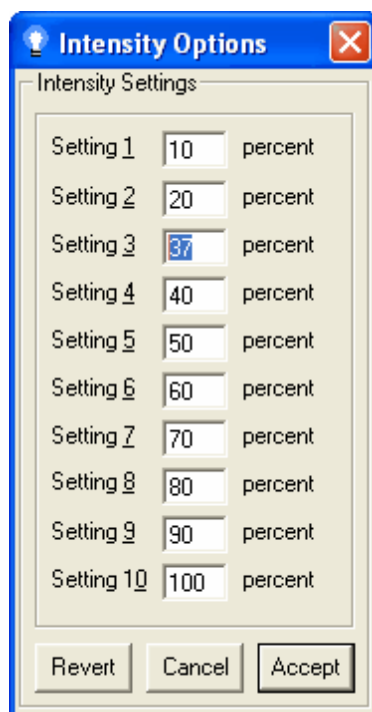 Intensity Options
Intensity Settings
Setting 1 10 percent
Setting 2 20 percent
Setting 3 37 percent
Setting 4 40 percent
Setting 5 50 percent
Setting 6 60 percent
Setting 7 70 percent
Setting 8 80 percent
Setting 9 90 percent
Setting 10 100 percent
Revert Cancel Accept